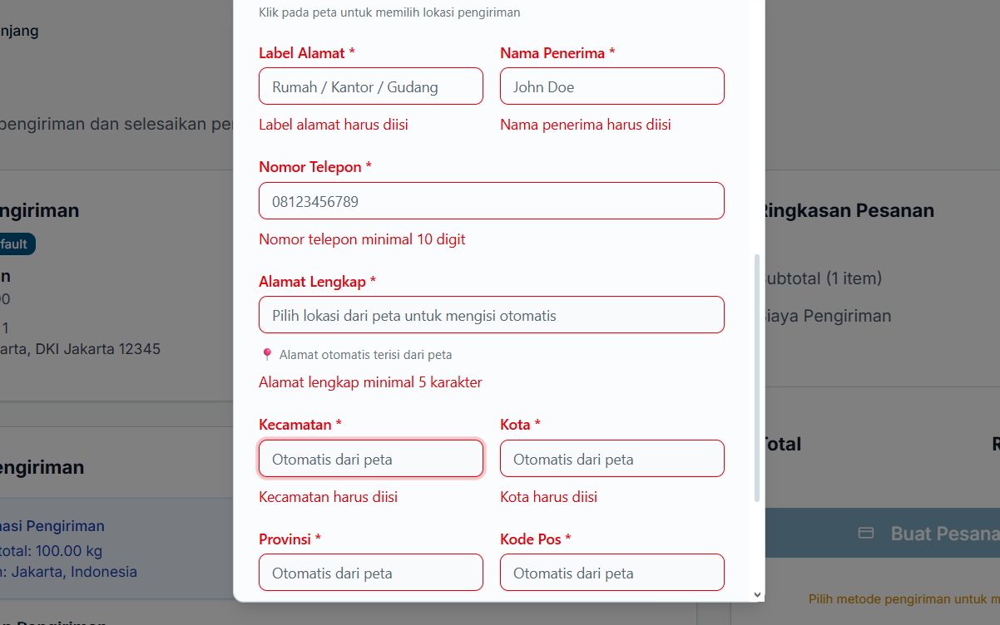 Klik pada peta untuk memilih lokasi pengiriman
njang
Label Alamat *
Nama Penerima *
Rumah / Kantor / Gudang
John Doe
Label alamat harus diisi
Nama penerima harus diisi
pengiriman dan selesaikan pe
Nomor Telepon *
08123456789
Nomor telepon minimal 10 digit
ngiriman
fault
n
00
1
arta, DKI Jakarta 12345
Alamat Lengkap *
Pilih lokasi dari peta untuk mengisi otomatis
📍 Alamat otomatis terisi dari peta
Alamat lengkap minimal 5 karakter
Kecamatan *
Kota *
Otomatis dari peta
Otomatis dari peta
Kecamatan harus diisi
Kota harus diisi
Provinsi *
Kode Pos *
Otomatis dari peta
Otomatis dari peta
engiriman
asi Pengiriman
total: 100.00 kg
n: Jakarta, Indonesia
Ringkasan Pesanan
ubtotal (1 item)
iaya Pengiriman
Total
R
Buat Pesana
Pilih metode pengiriman untuk m